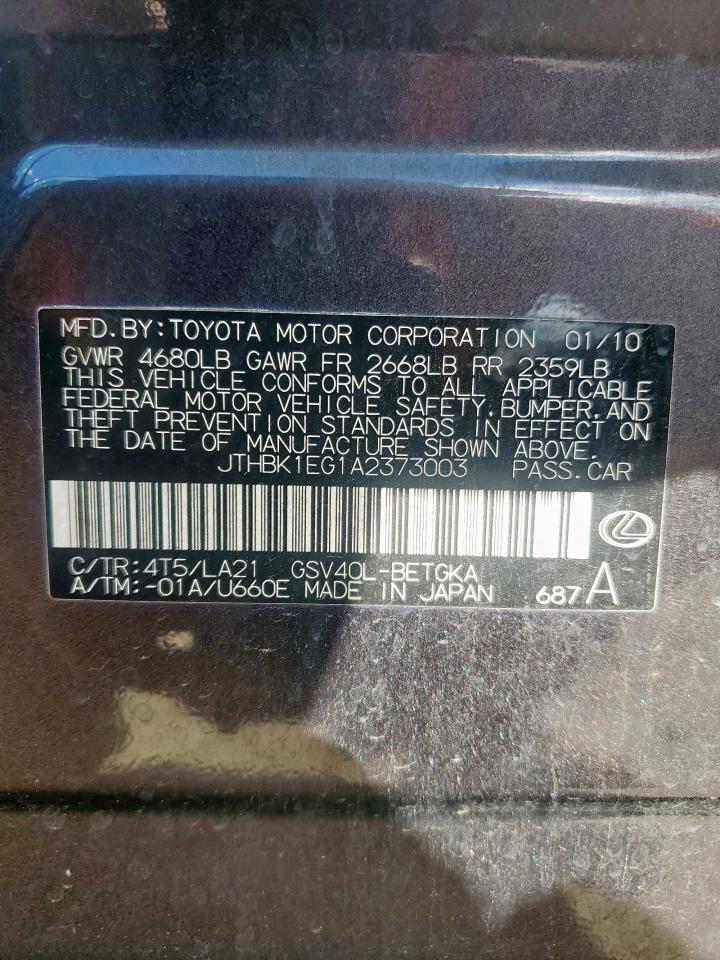 MFD.BY:TOYOTA MOTOR CORPORATION 01/10
GVWR 4680LB GAWR FR 2668LB RR 2359LB
THIS VEHICLE CONFORMS TO ALL APPLICABLE
FEDERAL MOTOR VEHICLE SAFETY,BUMPER,AND
THEFT PREVENTION STANDARDS IN EFFECT ON
THE DATE OF MANUFACTURE SHOWN ABOVE.
JTHBK1EG1A2373003 PASS.CAR
C/TR:4T5/LA21 GSV40L-BETGKA
A/TM:-01A/U660E MADE IN JAPAN 687A